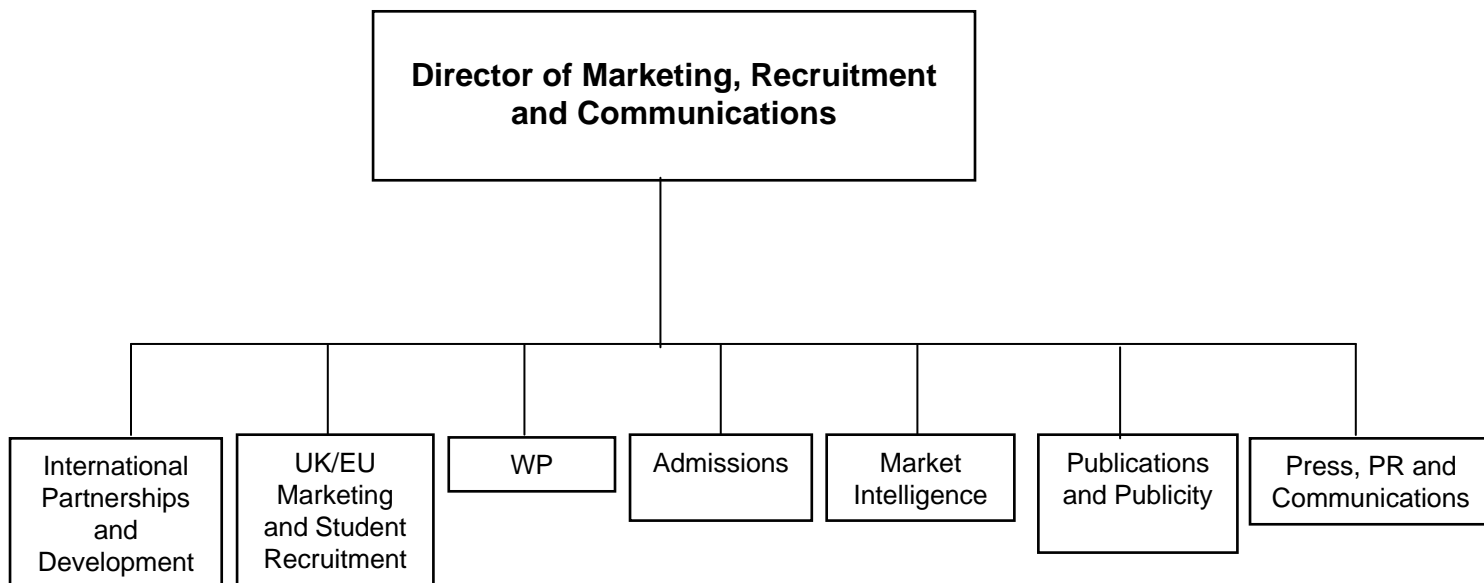 Director of Marketing, Recruitment
and Communications
International
Partnerships
and
Development
UK/EU
Marketing
and Student
Recruitment
WP
Admissions
Market
Intelligence
Publications
and Publicity
Press, PR and
Communications